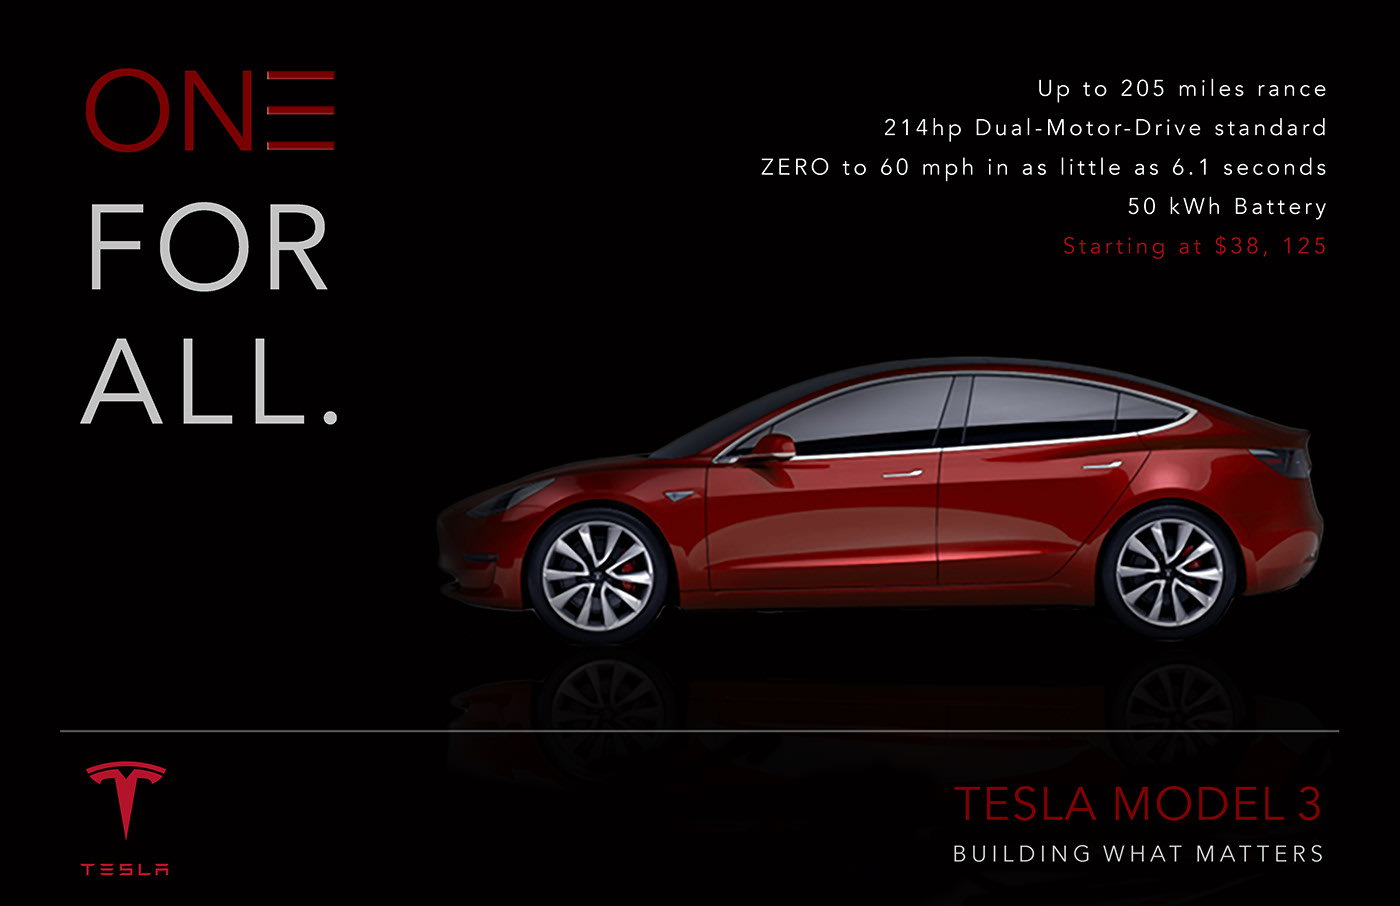 ONE
FOR
ALL.
Up to 205 miles rance
214hp Dual-Motor-Drive standard
ZERO to 60 mph in as little as 6.1 seconds
50 kWh Battery
Starting at $38, 125
TESLA
TESLA MODEL 3
BUILDING WHAT MATTERS